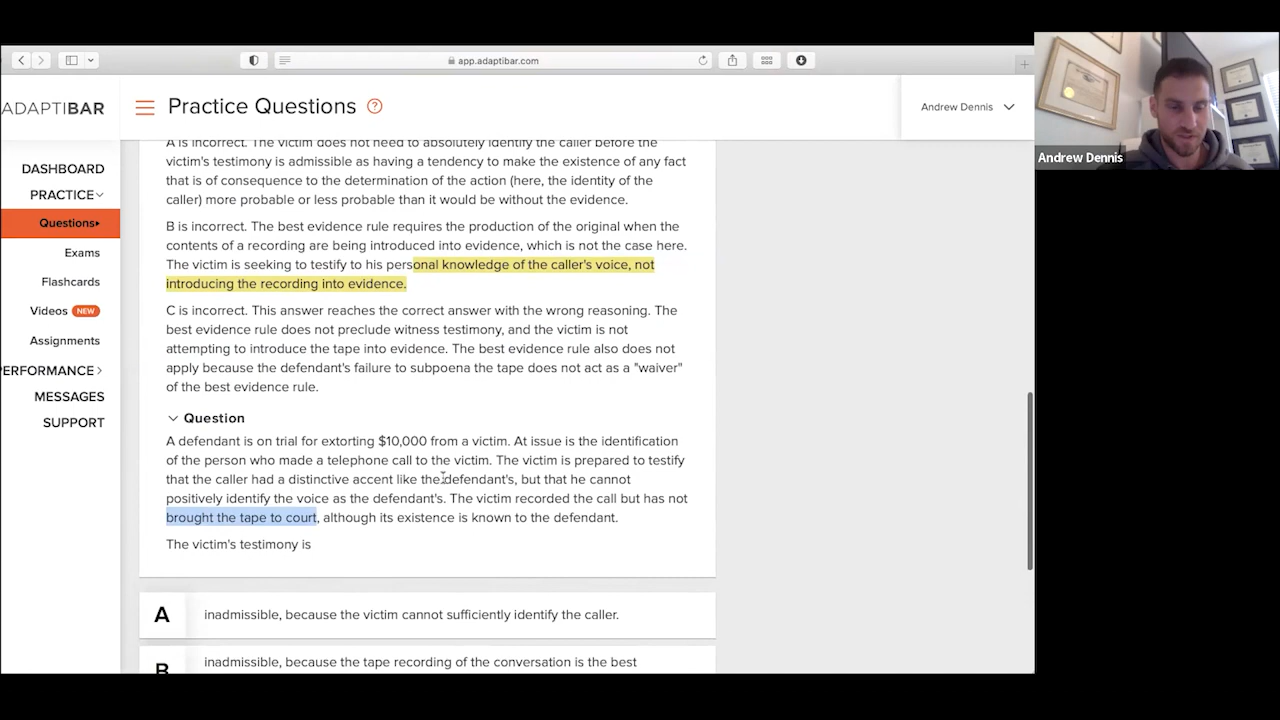 app.adaptibar.com
ADAPTIBAR
Practice Questions ?
Andrew Dennis
Andrew Dennis
DASHBOARD
PRACTICE
Questions
Exams
Flashcards
Videos NEW
Assignments
PERFORMANCE
MESSAGES
SUPPORT
A is incorrect. The victim does not need to absolutely identify the caller before the
victim's testimony is admissible as having a tendency to make the existence of any fact
that is of consequence to the determination of the action (here, the identity of the
caller) more probable or less probable than it would be without the evidence.
B is incorrect. The best evidence rule requires the production of the original when the
contents of a recording are being introduced into evidence, which is not the case here.
The victim is seeking to testify to his personal knowledge of the caller's voice, not
introducing the recording into evidence.
C is incorrect. This answer reaches the correct answer with the wrong reasoning. The
best evidence rule does not preclude witness testimony, and the victim is not
attempting to introduce the tape into evidence. The best evidence rule also does not
apply because the defendant's failure to subpoena the tape does not act as a "waiver"
of the best evidence rule.
Question
A defendant is on trial for extorting $10,000 from a victim. At issue is the identification
of the person who made a telephone call to the victim. The victim is prepared to testify
that the caller had a distinctive accent like the defendant's, but that he cannot
positively identify the voice as the defendant's. The victim recorded the call but has not
brought the tape to court, although its existence is known to the defendant.
The victim's testimony is
A inadmissible, because the victim cannot sufficiently identify the caller.
B inadmissible, because the tape recording of the conversation is the best